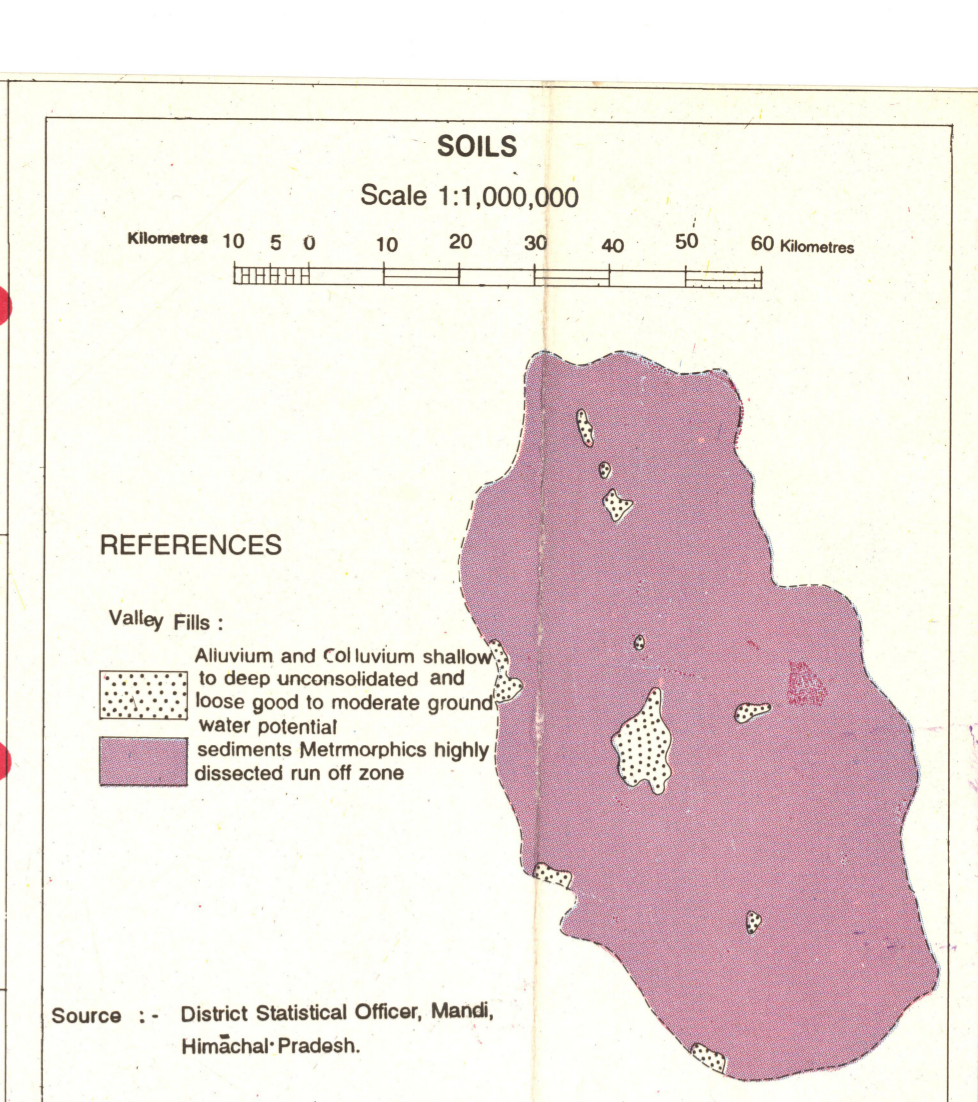 SOILS
Scale 1:1,000,000
Kilometres 10 5 0 10 20 30 40 50 60 Kilometres
REFERENCES
Valley Fills :
Alluvium and Colluvium shallow
to deep unconsolidated and
loose good to moderate ground
water potential
sediments Metrmorphics highly
dissected run off zone
Source :- District Statistical Officer, Mandi,
Himāchal Pradesh.